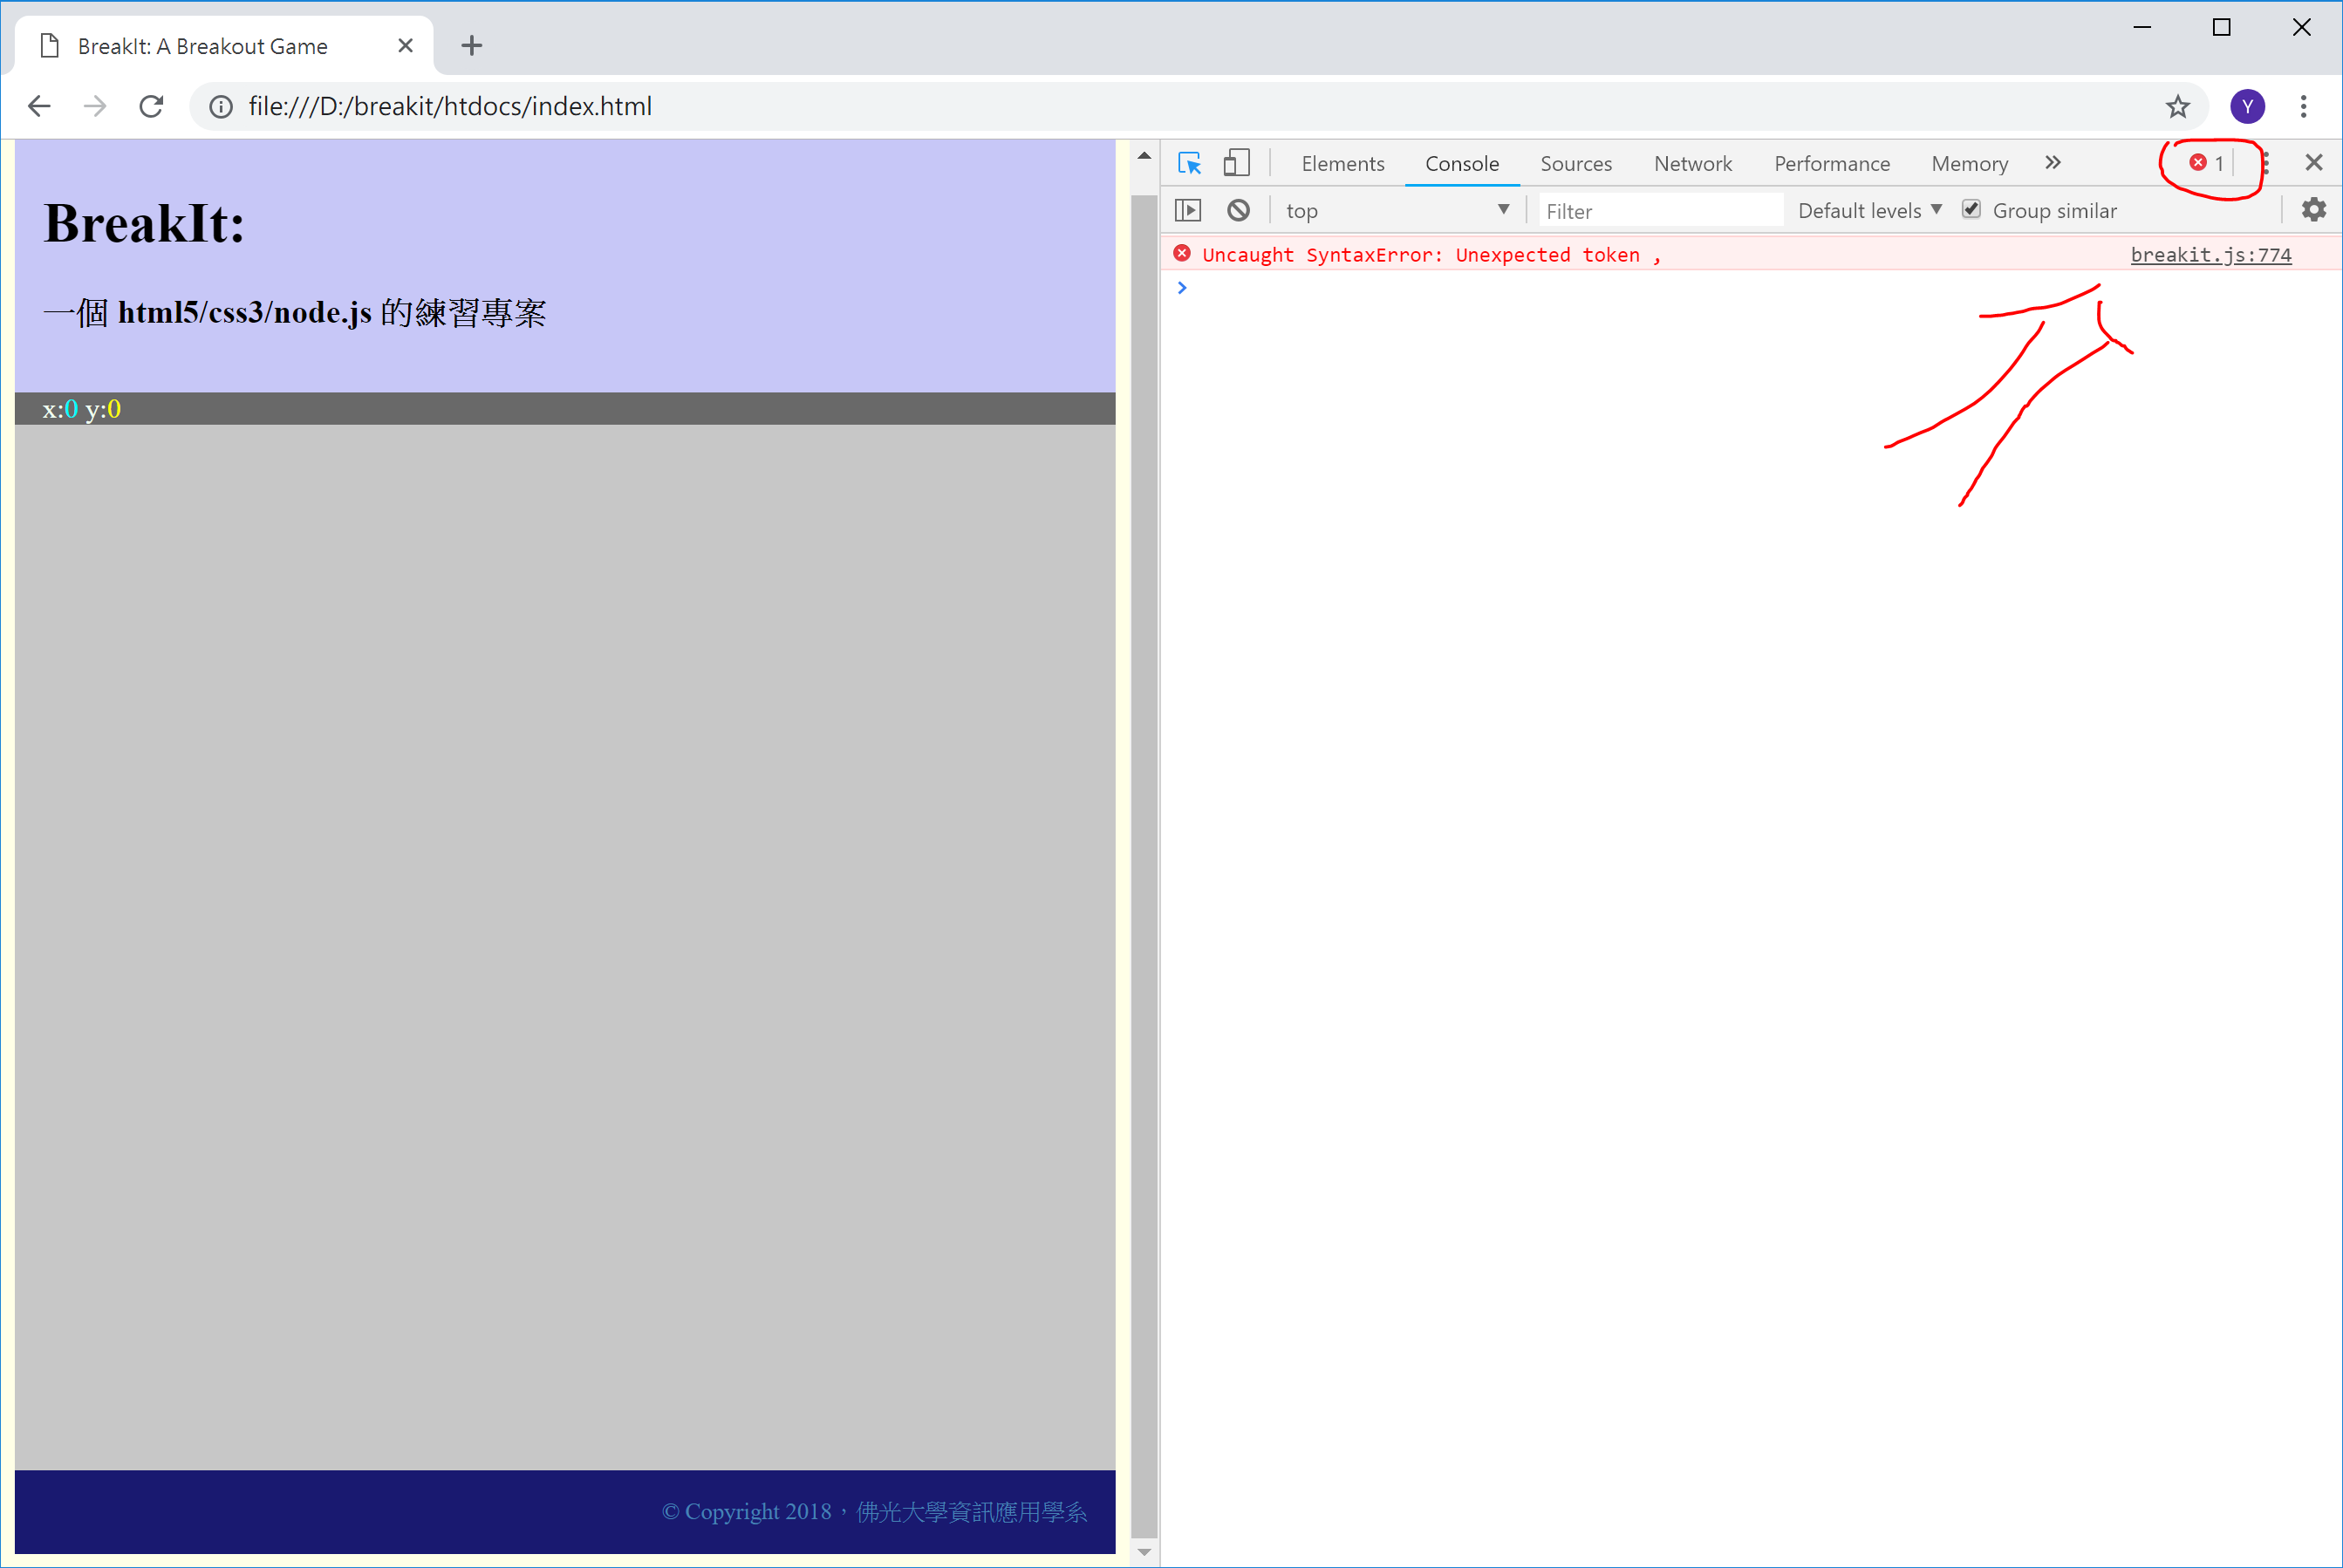 BreakIt: A Breakout Game
file:///D:/breakit/htdocs/index.html
Y
BreakIt:
一個 html5/css3/node.js 的練習專案
x:0 y:0
© Copyright 2018，佛光大學資訊應用學系
Elements Console Sources Network Performance Memory » 1
top Filter Default levels Group similar
Uncaught SyntaxError: Unexpected token , breakit.js:774